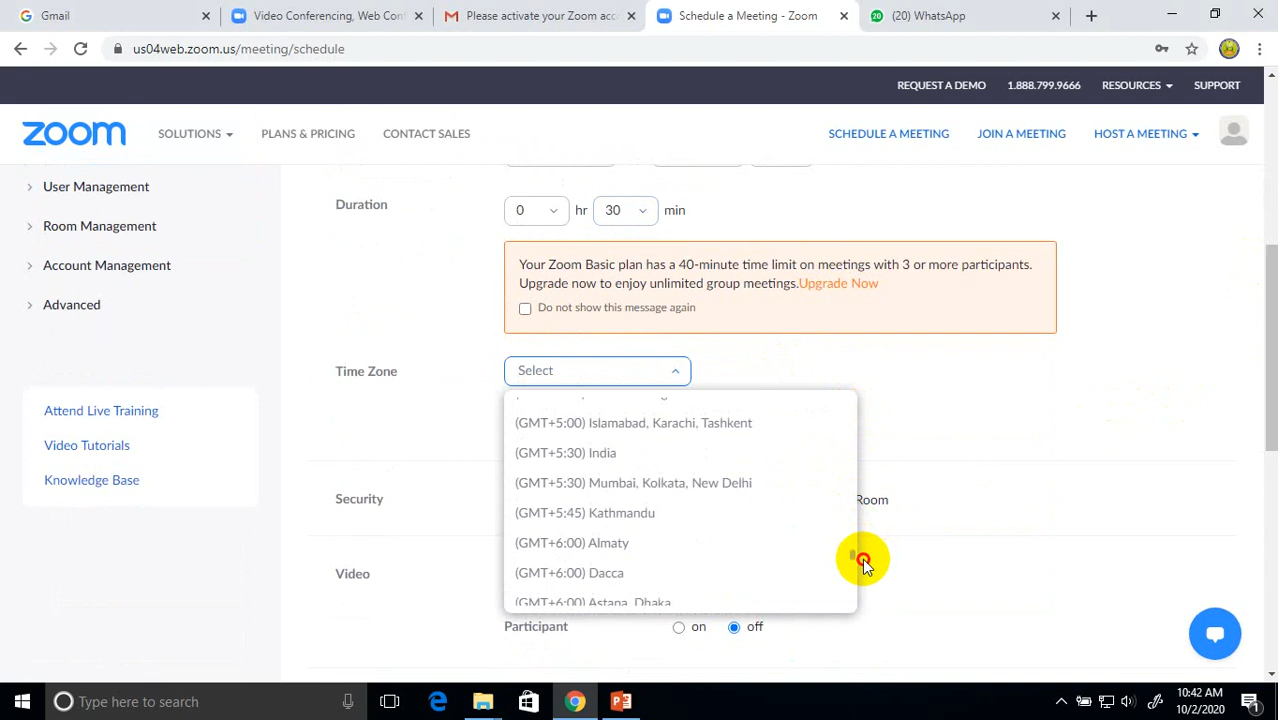 Gmail
Video Conferencing, Web Con
Please activate your Zoom acc
Schedule a Meeting - Zoom
(20) WhatsApp
us04web.zoom.us/meeting/schedule
REQUEST A DEMO 1.888.799.9666 RESOURCES SUPPORT
zoom SOLUTIONS PLANS & PRICING CONTACT SALES SCHEDULE A MEETING JOIN A MEETING HOST A MEETING
User Management
Room Management
Account Management
Advanced
Attend Live Training
Video Tutorials
Knowledge Base
Duration 0 hr 30 min
Your Zoom Basic plan has a 40-minute time limit on meetings with 3 or more participants.
Upgrade now to enjoy unlimited group meetings.Upgrade Now
Do not show this message again
Time Zone Select
(GMT+5:00) Islamabad, Karachi, Tashkent
(GMT+5:30) India
(GMT+5:30) Mumbai, Kolkata, New Delhi
(GMT+5:45) Kathmandu
(GMT+6:00) Almaty
(GMT+6:00) Dacca
(GMT+6:00) Astana, Dhaka
Security Room
Video
Participant on off
Type here to search
10:42 AM
10/2/2020